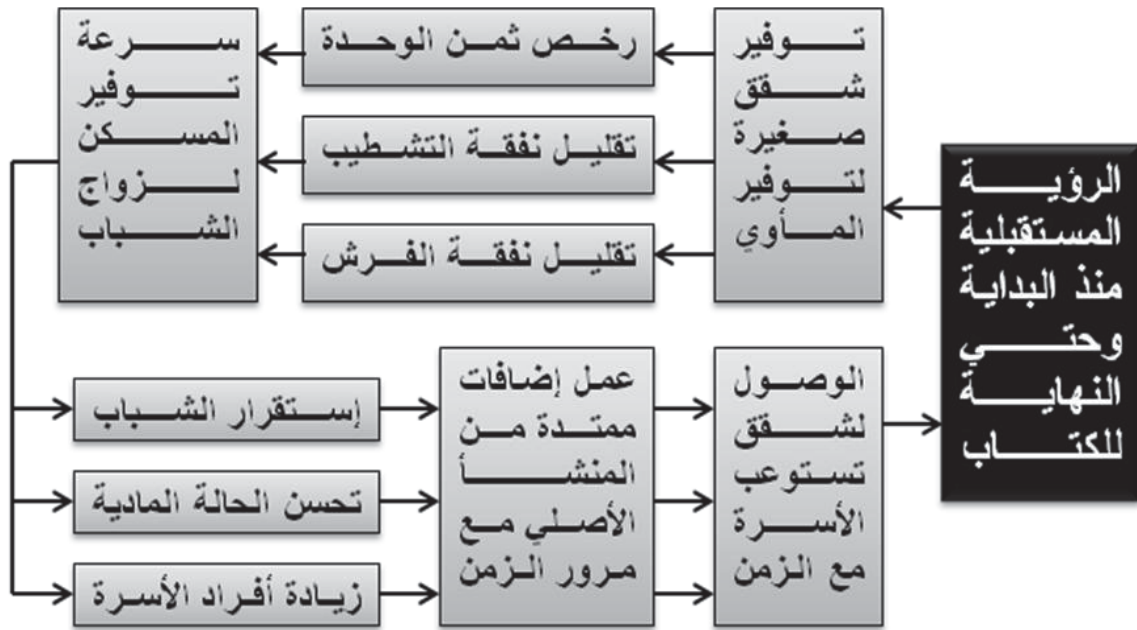 الرؤية
المستقبلية
منذ البداية
وحتي
النهاية
للكتاب
توفير
شقق
صغيرة
لتوفير
المأوي
رخص ثمن الوحدة
تقليل نفقة التشطيب
تقليل نفقة الفرش
سرعة
توفير
المسكن
لزواج
الشباب
إستقرار الشباب
تحسن الحالة المادية
زيادة أفراد الأسرة
عمل إضافات
ممتدة من
المنشأ
الأصلي مع
مرور الزمن
الوصول
لشقق
تستوعب
الأسرة
مع الزمن